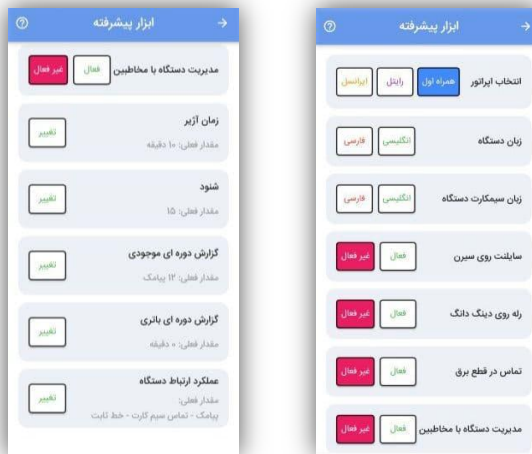 ابزار پیشرفته
انتخاب اپراتور همراه اول رایتل ایرانسل
زبان دستگاه انگلیسی فارسی
زبان سیمکارت دستگاه انگلیسی فارسی
سایلنت روی سیرن فعال غیر فعال
رله روی دینگ دانگ فعال غیر فعال
تماس در قطع برق فعال غیر فعال
مدیریت دستگاه با مخاطبین فعال غیر فعال
ابزار پیشرفته
مدیریت دستگاه با مخاطبین فعال غیر فعال
زمان آژیر
مقدار فعلی: ۱۰ دقیقه
تغییر
شنود
مقدار فعلی: ۱۵
تغییر
گزارش دوره ای موجودی
مقدار فعلی: ۱۲ پیامک
تغییر
گزارش دوره ای باتری
مقدار فعلی: ۰ دقیقه
تغییر
عملکرد ارتباط دستگاه
مقدار فعلی:
پیامک - تماس سیم کارت - خط ثابت
تغییر